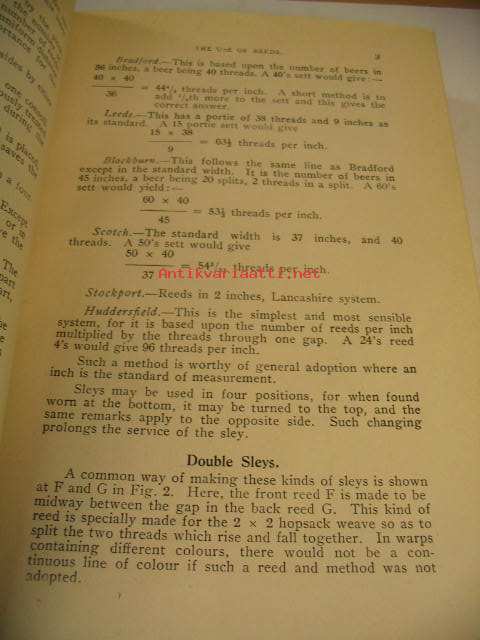 THE USE OF REEDS.
3
Bradford.—This is based upon the number of beers in
36 inches, a beer being 40 threads. A 40's sett would give:—
40 × 40
36
= 44⁴/₉ threads per inch. A short method is to
add ¹/₉th more to the sett and this gives the
correct answer.
Leeds.—This has a portie of 38 threads and 9 inches as
its standard. A 15 portie sett would give
15 × 38
9
= 63⅓ threads per inch.
Blackburn.—This follows the same line as Bradford
except in the standard width. It is the number of beers in
45 inches, a beer being 20 splits, 2 threads in a split. A 60's
sett would yield:—
60 × 40
45
= 53⅓ threads per inch.
Scotch.—The standard width is 37 inches, and 40
threads. A 50's sett would give
50 × 40
37
= 54 threads per inch.
Antikvariaatti.net
Stockport.—Reeds in 2 inches, Lancashire system.
Huddersfield.—This is the simplest and most sensible
system, for it is based upon the number of reeds per inch
multiplied by the threads through one gap. A 24's reed
4's would give 96 threads per inch.
Such a method is worthy of general adoption where an
inch is the standard of measurement.
Sleys may be used in four positions, for when found
worn at the bottom, it may be turned to the top, and the
same remarks apply to the opposite side. Such changing
prolongs the service of the sley.
Double Sleys.
A common way of making these kinds of sleys is shown
at F and G in Fig. 2. Here, the front reed F is made to be
midway between the gap in the back reed G. This kind of
reed is specially made for the 2 × 2 hopsack weave so as to
split the two threads which rise and fall together. In warps
containing different colours, there would not be a con-
tinuous line of colour if such a reed and method was not
adopted.